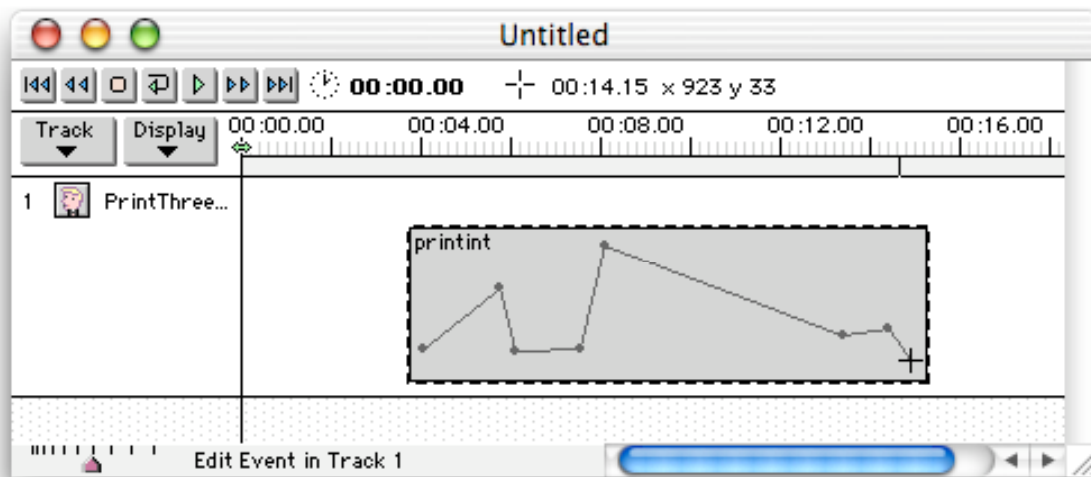 Untitled
00:00.00 00:14.15 x 923 y 33
Track Display 00:00.00 00:04.00 00:08.00 00:12.00 00:16.00
1 PrintThree...
printint
Edit Event in Track 1